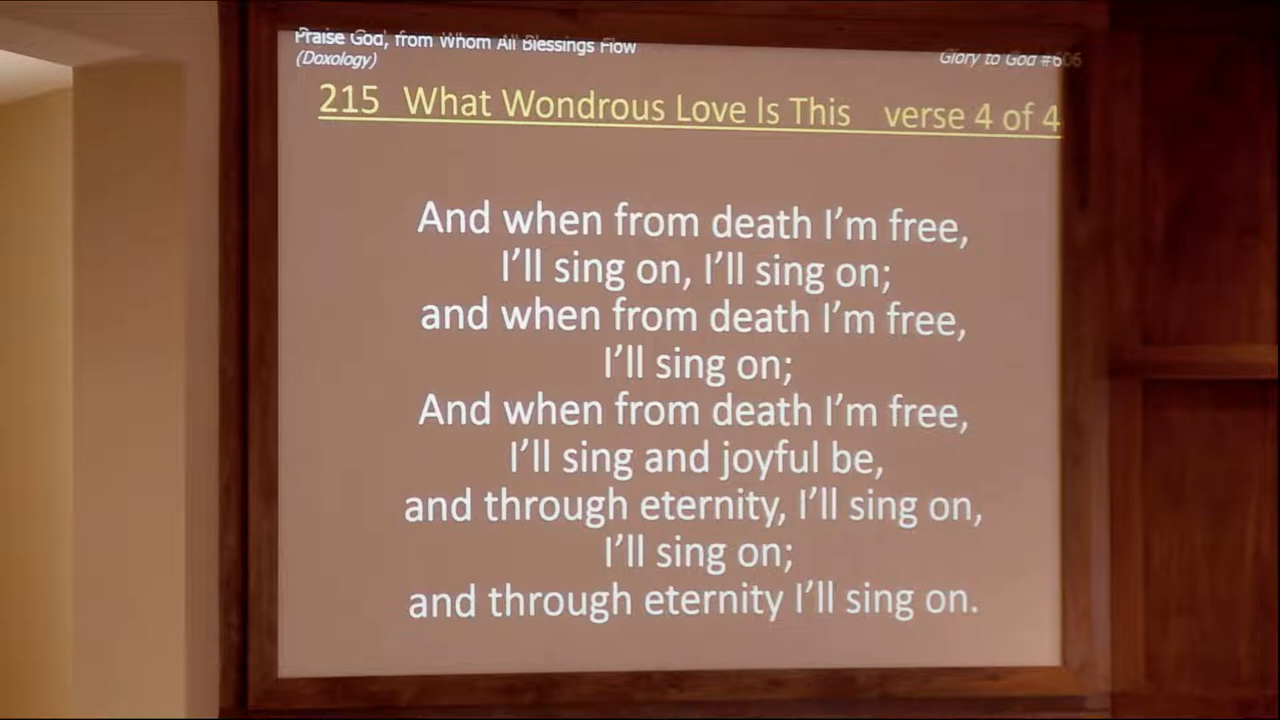 Praise God, from Whom All Blessings Flow
(Doxology)
Glory to God #606
215 What Wondrous Love Is This verse 4 of 4
And when from death I'm free,
I'll sing on, I'll sing on;
and when from death I'm free,
I'll sing on;
And when from death I'm free,
I'll sing and joyful be,
and through eternity, I'll sing on,
I'll sing on;
and through eternity I'll sing on.